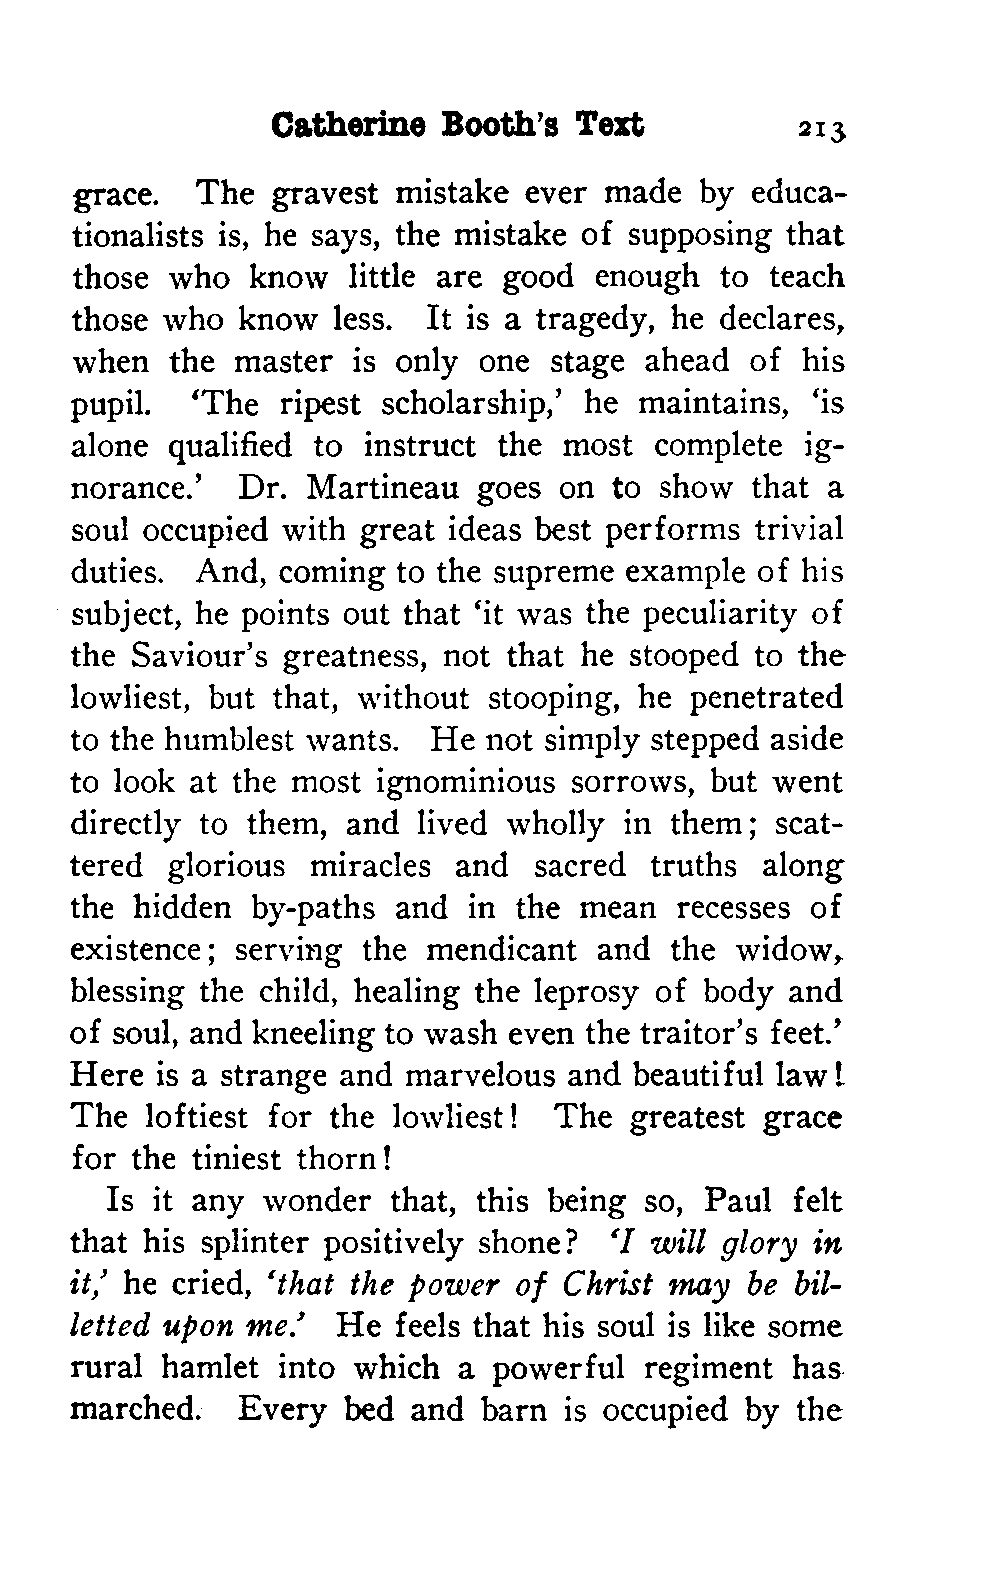 Catherine Booth's Text 213
grace. The gravest mistake ever made by educa-
tionalists is, he says, the mistake of supposing that
those who know little are good enough to teach
those who know less. It is a tragedy, he declares,
when the master is only one stage ahead of his
pupil. 'The ripest scholarship,' he maintains, 'is
alone qualified to instruct the most complete ig-
norance.' Dr. Martineau goes on to show that a
soul occupied with great ideas best performs trivial
duties. And, coming to the supreme example of his
subject, he points out that 'it was the peculiarity of
the Saviour's greatness, not that he stooped to the
lowliest, but that, without stooping, he penetrated
to the humblest wants. He not simply stepped aside
to look at the most ignominious sorrows, but went
directly to them, and lived wholly in them; scat-
tered glorious miracles and sacred truths along
the hidden by-paths and in the mean recesses of
existence; serving the mendicant and the widow,
blessing the child, healing the leprosy of body and
of soul, and kneeling to wash even the traitor's feet.'
Here is a strange and marvelous and beautiful law!
The loftiest for the lowliest! The greatest grace
for the tiniest thorn!
Is it any wonder that, this being so, Paul felt
that his splinter positively shone? 'I will glory in
it,' he cried, 'that the power of Christ may be bil-
letted upon me.' He feels that his soul is like some
rural hamlet into which a powerful regiment has
marched. Every bed and barn is occupied by the